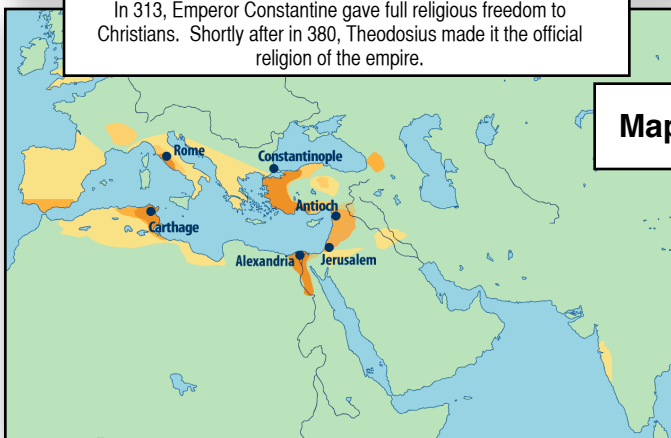 In 313, Emperor Constantine gave full religious freedom to
Christians. Shortly after in 380, Theodosius made it the official
religion of the empire.
Map
Rome
Constantinople
Antioch
Carthage
Alexandria
Jerusalem